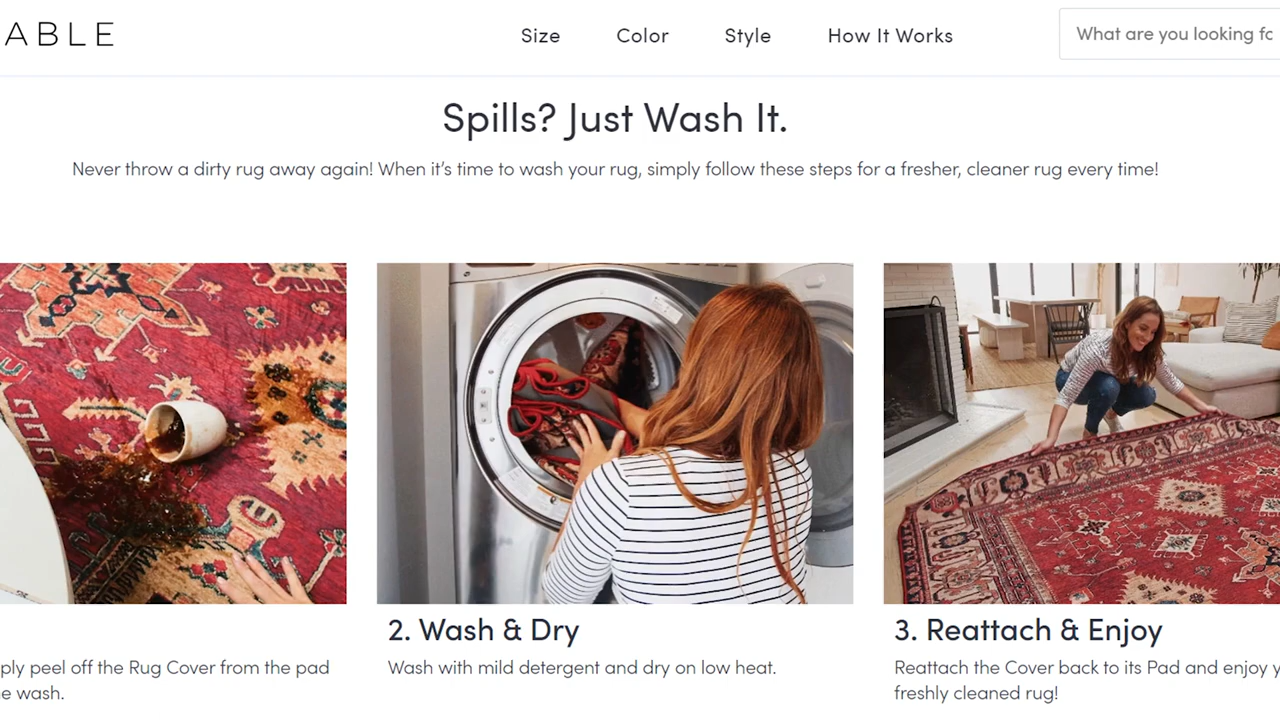 ABLE
Size Color Style How It Works
What are you looking fo
Spills? Just Wash It.
Never throw a dirty rug away again! When it's time to wash your rug, simply follow these steps for a fresher, cleaner rug every time!
2. Wash & Dry
3. Reattach & Enjoy
ply peel off the Rug Cover from the pad
e wash.
Wash with mild detergent and dry on low heat.
Reattach the Cover back to its Pad and enjoy y
freshly cleaned rug!